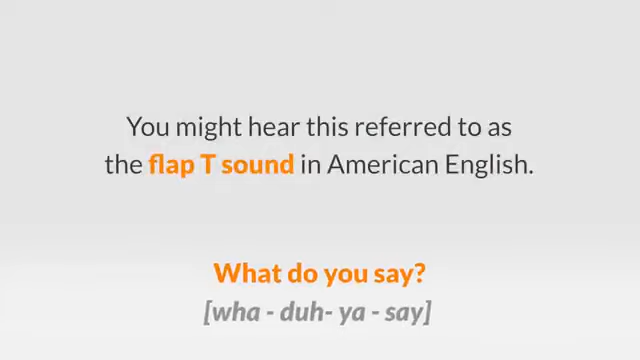 You might hear this referred to as
the flap T sound in American English.
What do you say?
[wha - duh- ya - say]